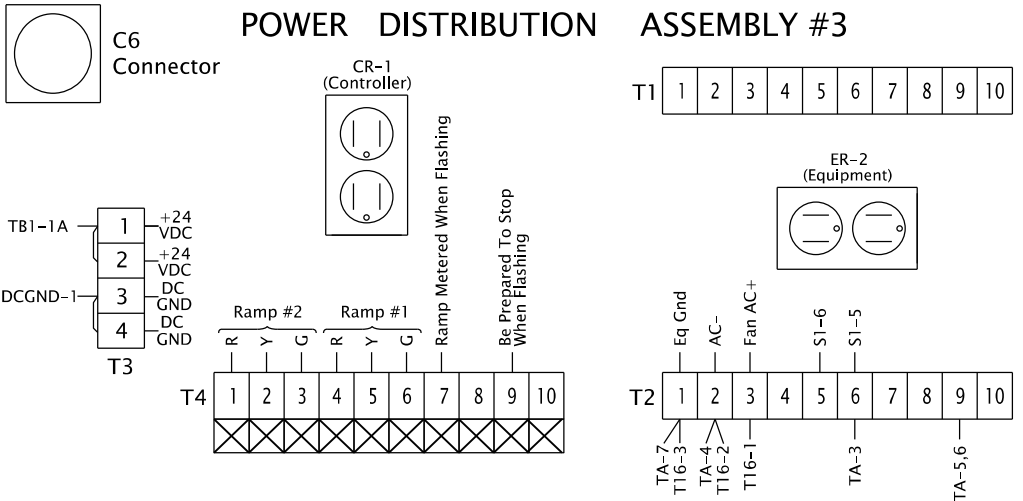 POWER DISTRIBUTION ASSEMBLY #3
C6
Connector
CR-1
(Controller)
T1 1 2 3 4 5 6 7 8 9 10
ER-2
(Equipment)
TB1-1A 1 +24 VDC
2 +24 VDC
DCGND-1 3 DC GND
4 DC GND
T3
Ramp #2
Ramp #1
R Y G R Y G
Ramp Metered When Flashing
Be Prepared To Stop
When Flashing
T4 1 2 3 4 5 6 7 8 9 10
Eq Gnd
AC-
Fan AC+
S1-6
S1-5
T2 1 2 3 4 5 6 7 8 9 10
TA-7
T16-3
TA-4
T16-2
T16-1
TA-3
TA-5,6